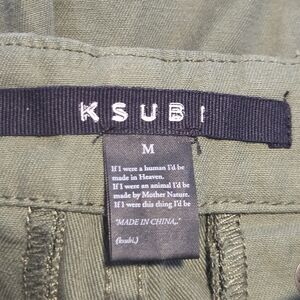 KSUBI
M
If I were a human I'd be
made in Heaven.
If I were an animal I'd be
made by Mother Nature.
If I were this thing I'd be
"MADE IN CHINA,."
(ksubi,)